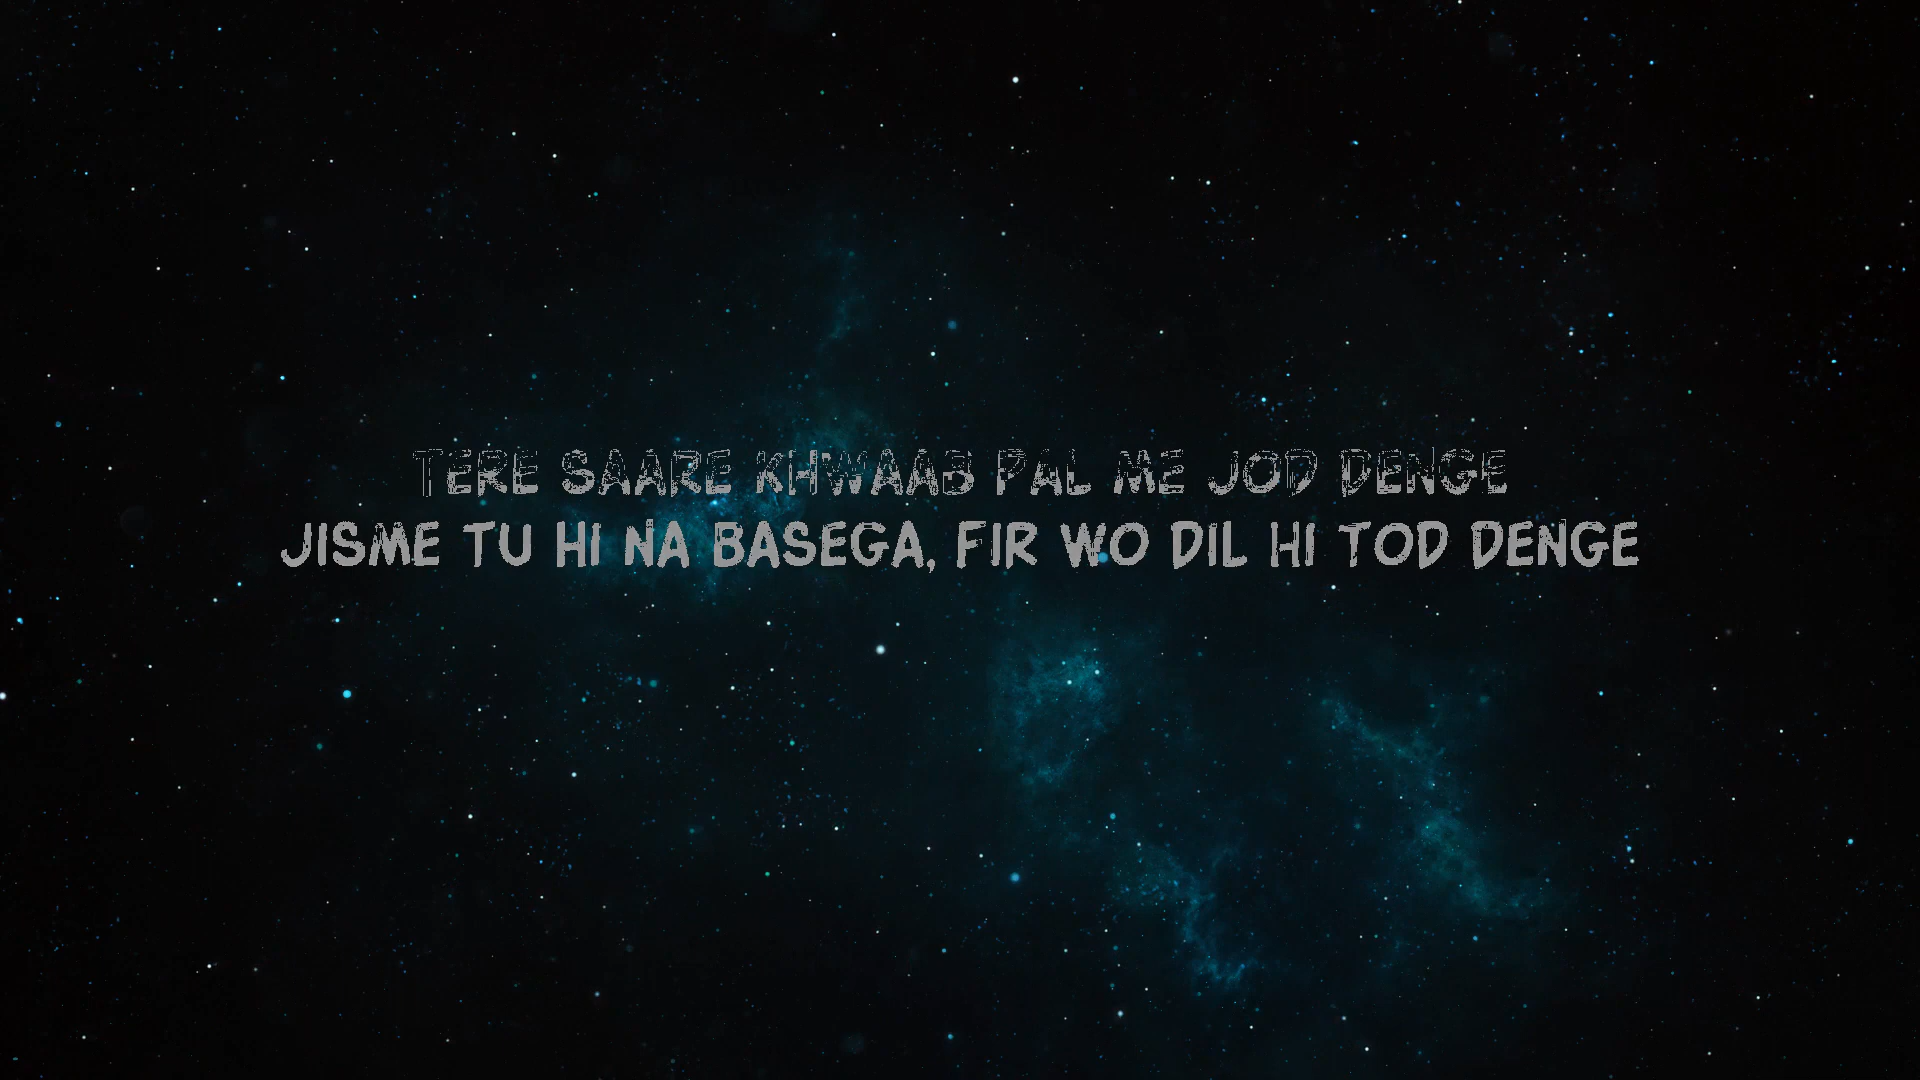 TERE SAARE KHWAAB PAL ME JOD DENGE
JISME TU HI NA BASEGA, FIR WO DIL HI TOD DENGE